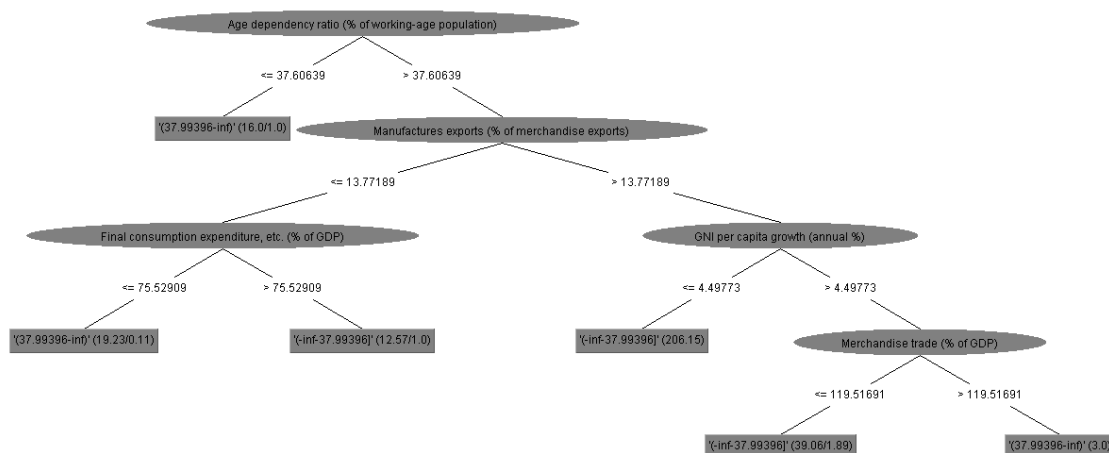 Age dependency ratio (% of working-age population)
<= 37.60639
> 37.60639
'(37.99396-inf)' (16.0/1.0)
Manufactures exports (% of merchandise exports)
<= 13.77189
> 13.77189
Final consumption expenditure, etc. (% of GDP)
GNI per capita growth (annual %)
<= 75.52909
> 75.52909
<= 4.49773
> 4.49773
'(37.99396-inf)' (19.23/0.11)
'(-inf-37.99396]' (12.57/1.0)
'(-inf-37.99396]' (206.15)
Merchandise trade (% of GDP)
<= 119.51691
> 119.51691
'(-inf-37.99396]' (39.06/1.89)
'(37.99396-inf)' (3.0)